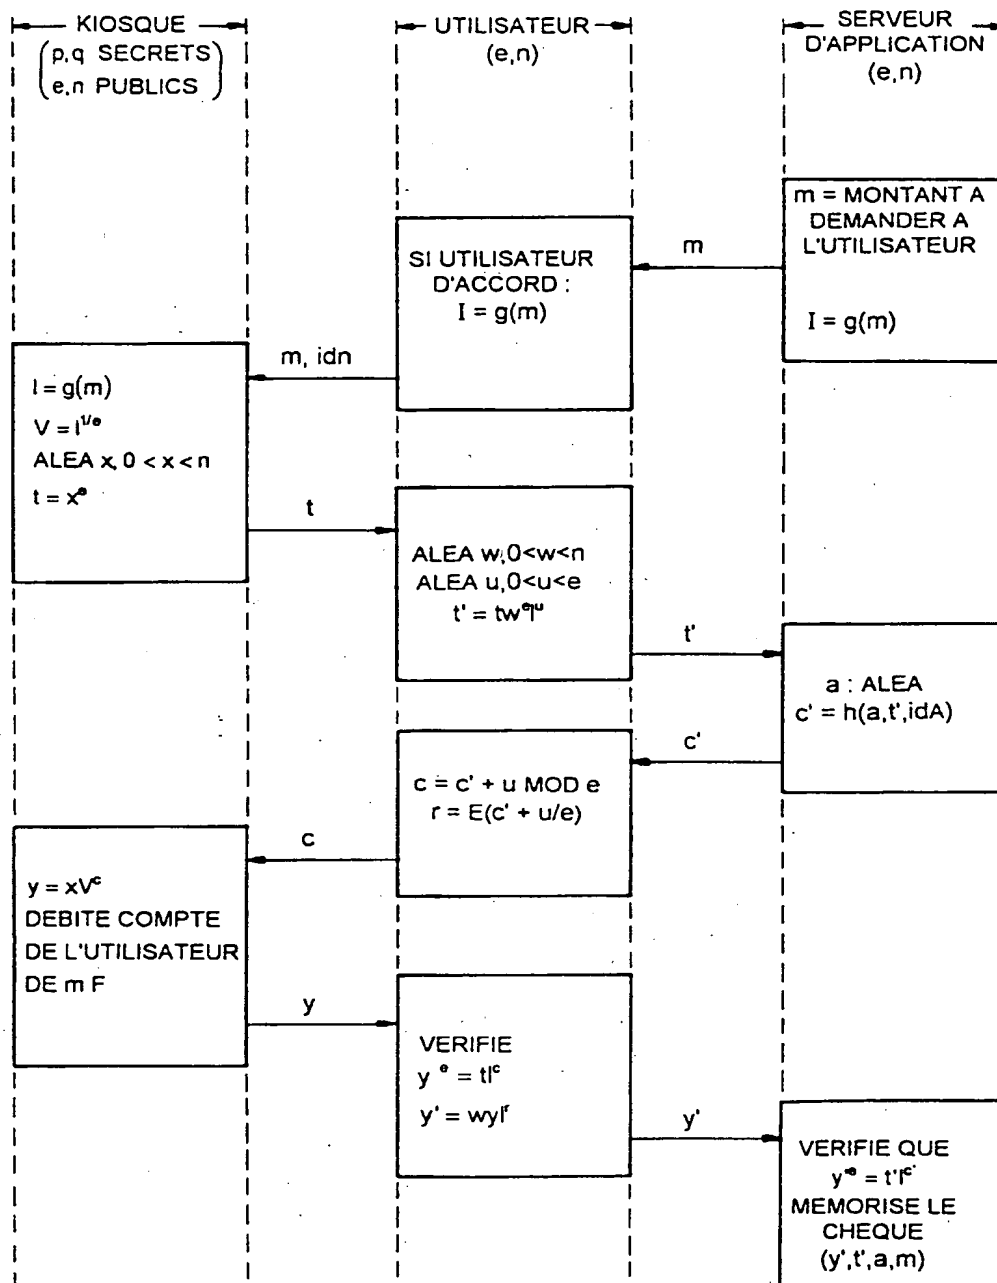 KIOSQUE
(p,q SECRETS
e,n PUBLICS)
UTILISATEUR
(e,n)
SERVEUR
D'APPLICATION
(e,n)
m = MONTANT A
DEMANDER A
L'UTILISATEUR
I = g(m)
m
SI UTILISATEUR
D'ACCORD :
I = g(m)
m, idn
I = g(m)
V = I^{1/e}
ALEA x, 0 < x < n
t = x^e
t
ALEA w,0<w<n
ALEA u,0<u<e
t' = tw^eI^u
t'
a : ALEA
c' = h(a,t',idA)
c'
c = c' + u MOD e
r = E(c' + u/e)
c
y = xV^c
DEBITE COMPTE
DE L'UTILISATEUR
DE m F
y
VERIFIE
y^e = tI^c
y' = wyI^r
y'
VERIFIE QUE
y'^e = t'I^{c'}
MEMORISE LE
CHEQUE
(y',t',a,m)